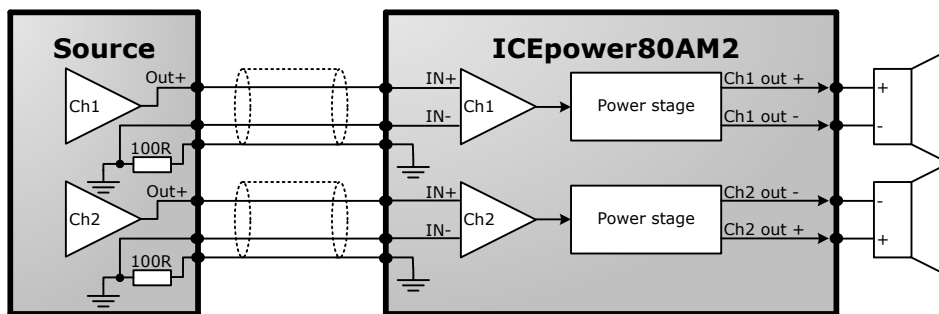 Source
ICEpower80AM2
Out+
Ch1
100R
IN+
IN-
Ch1
Power stage
Ch1 out +
Ch1 out -
+
-
Out+
Ch2
100R
IN+
IN-
Ch2
Power stage
Ch2 out -
Ch2 out +
-
+